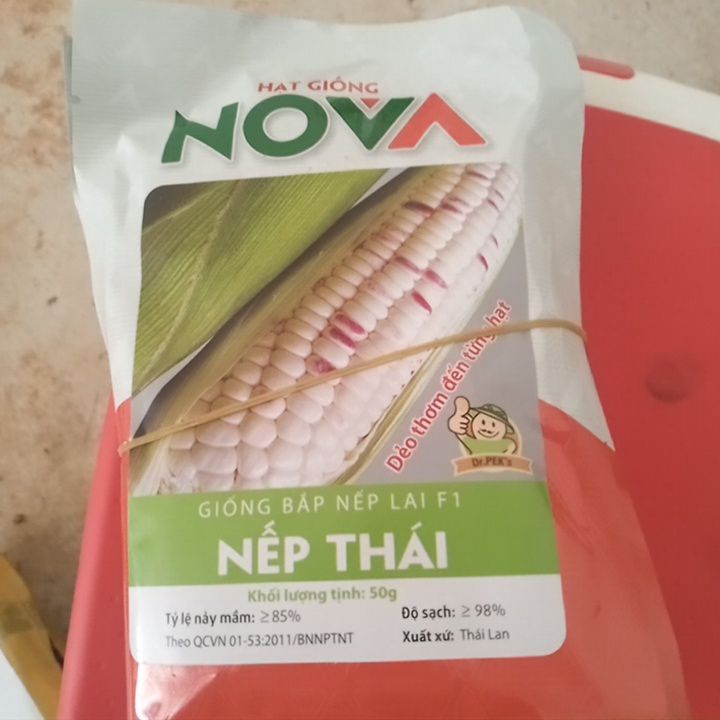 HẠT GIỐNG
NOVA
Dẻo thơm đến từng hạt
Dr.PEK's
GIỐNG BẮP NẾP LAI F1
NẾP THÁI
Khối lượng tịnh: 50g
Tỷ lệ nảy mầm: ≥ 85%
Độ sạch: ≥ 98%
Theo QCVN 01-53:2011/BNNPTNT
Xuất xứ: Thái Lan